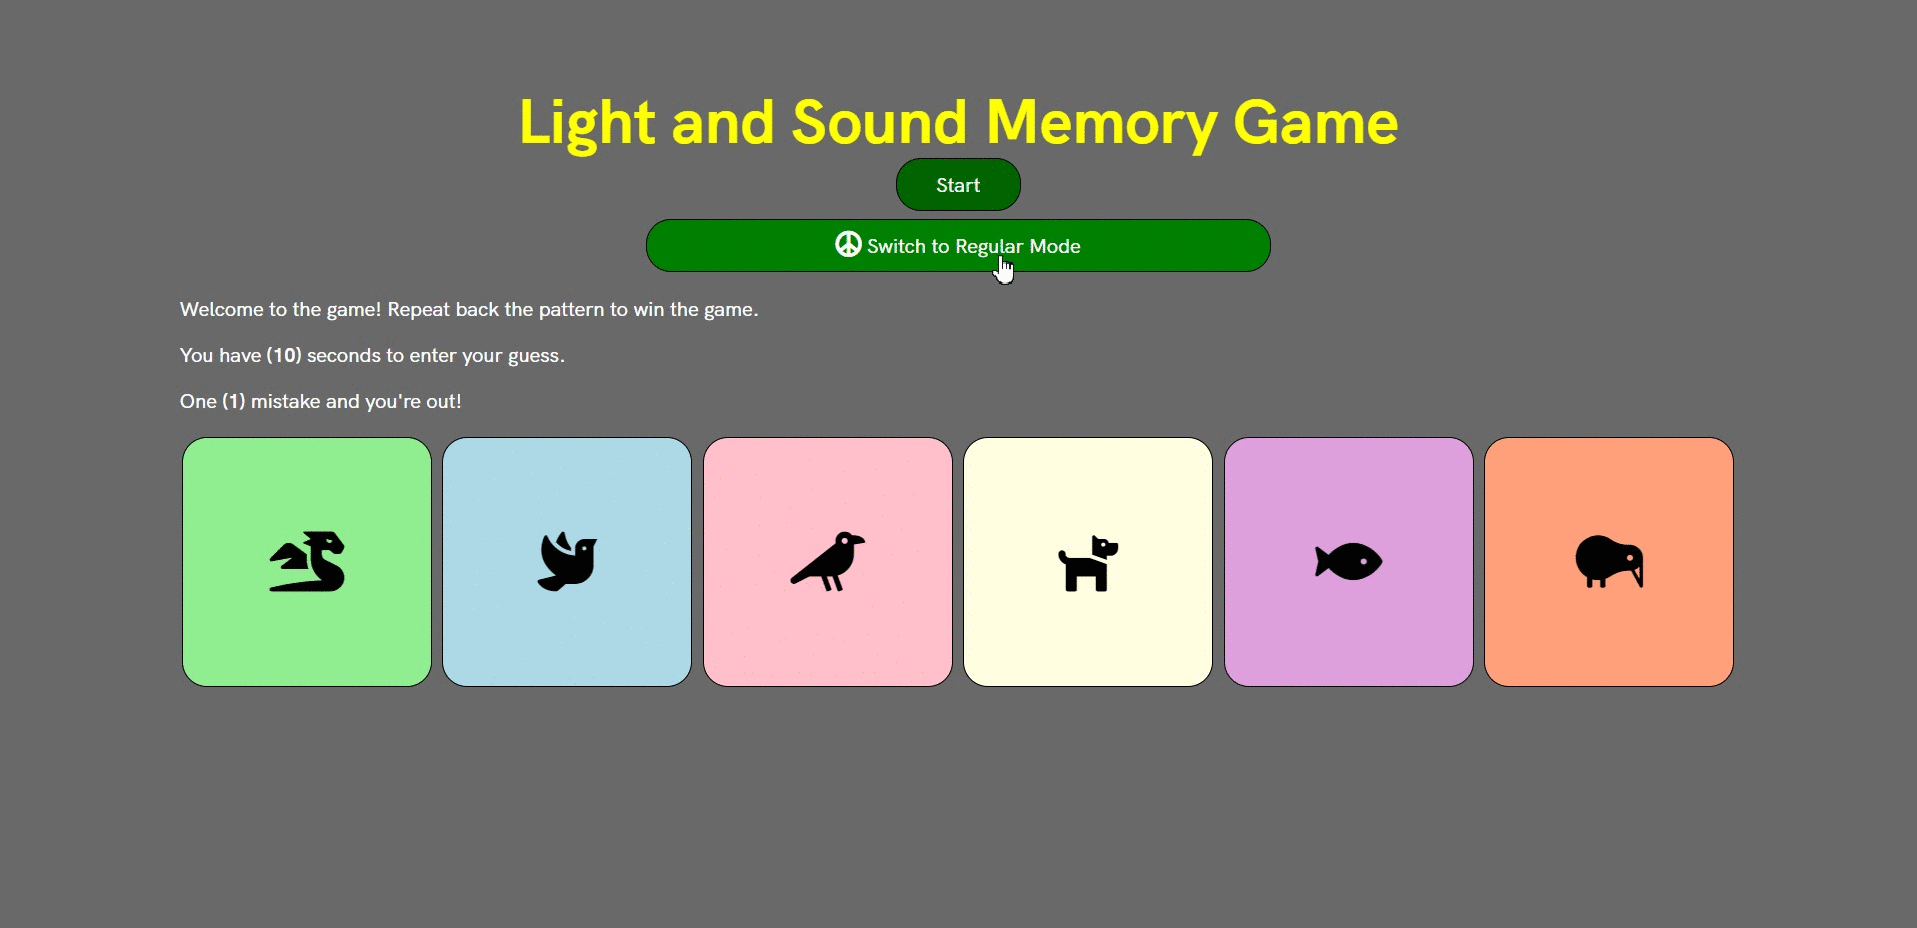 Light and Sound Memory Game
Start
Switch to Regular Mode
Welcome to the game! Repeat back the pattern to win the game.
You have (10) seconds to enter your guess.
One (1) mistake and you're out!